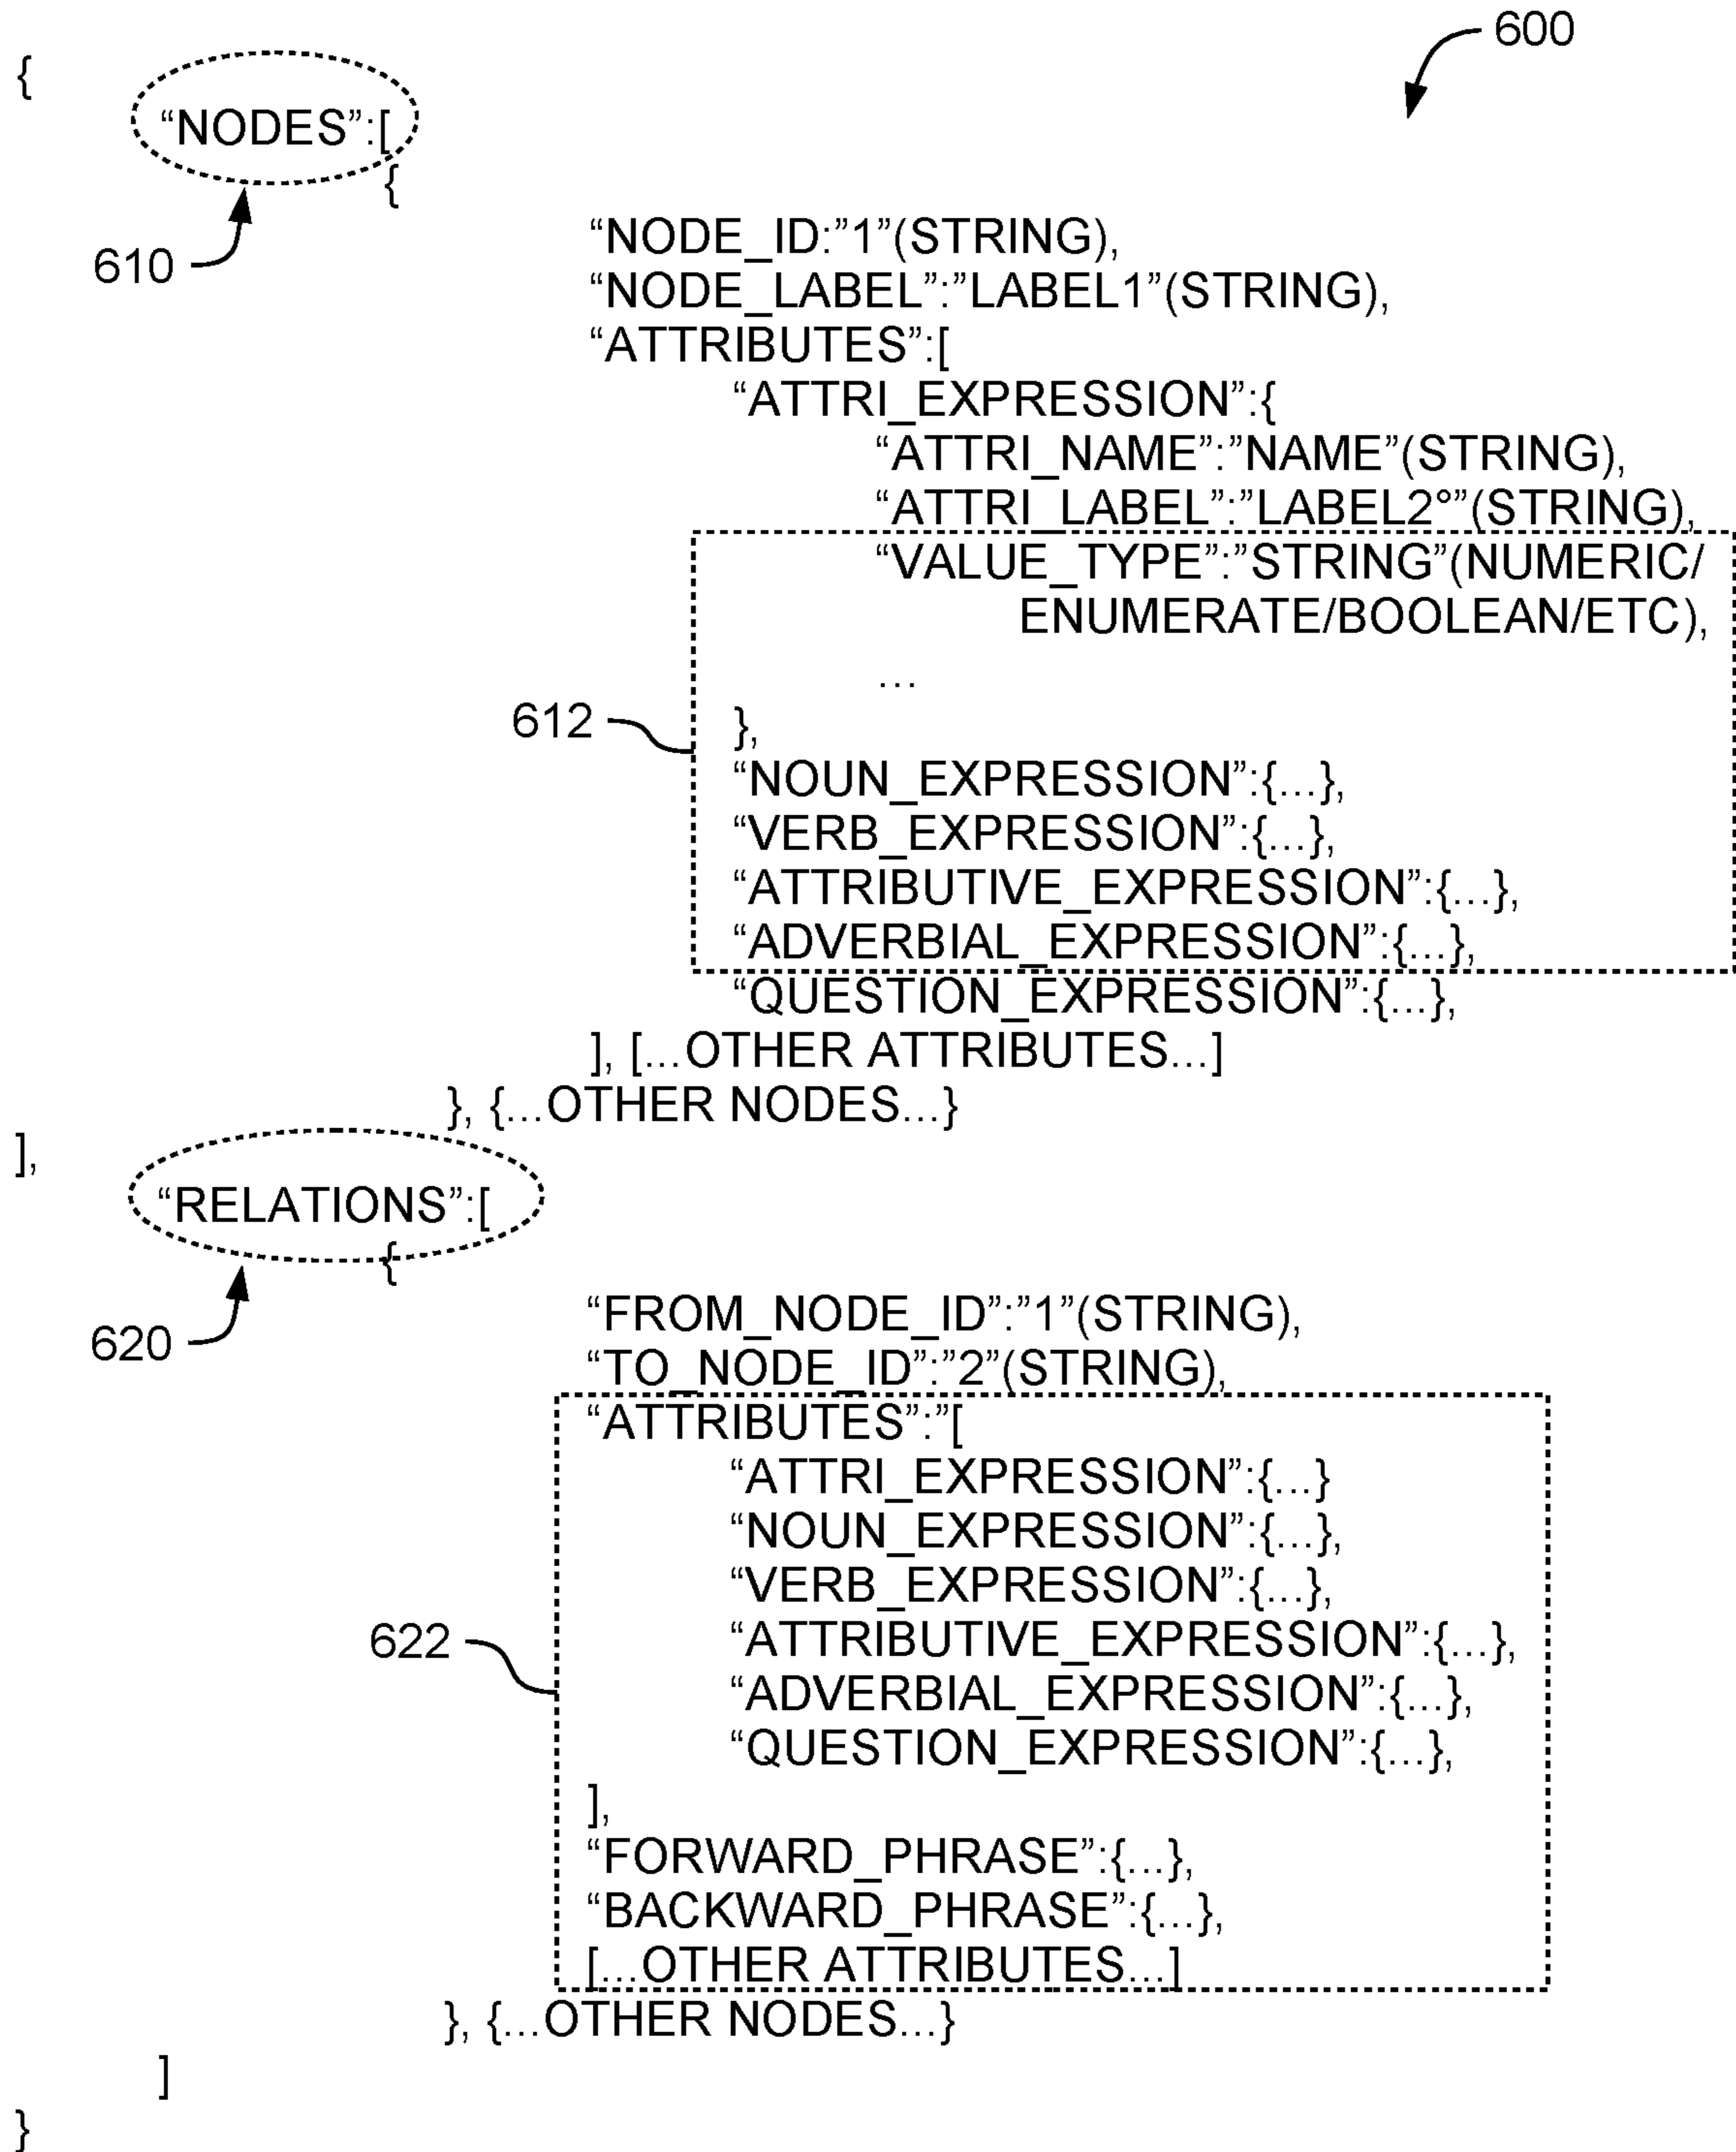 600
{
“NODES”:[
{
610
“NODE_ID:”1”(STRING),
“NODE_LABEL”:”LABEL1”(STRING),
“ATTRIBUTES”:[
“ATTRI_EXPRESSION”:{
“ATTRI_NAME”:”NAME”(STRING),
“ATTRI_LABEL”:”LABEL2°”(STRING),
“VALUE_TYPE”:”STRING”(NUMERIC/
ENUMERATE/BOOLEAN/ETC),
...
612
},
“NOUN_EXPRESSION”:{...},
“VERB_EXPRESSION”:{...},
“ATTRIBUTIVE_EXPRESSION”:{...},
“ADVERBIAL_EXPRESSION”:{...},
“QUESTION_EXPRESSION”:{...},
], [...OTHER ATTRIBUTES...]
}, {...OTHER NODES...}
],
“RELATIONS”:[
{
620
“FROM_NODE_ID”:”1”(STRING),
“TO_NODE_ID”:”2”(STRING),
“ATTRIBUTES”:”[
“ATTRI_EXPRESSION”:{...}
“NOUN_EXPRESSION”:{...},
“VERB_EXPRESSION”:{...},
622
“ATTRIBUTIVE_EXPRESSION”:{...},
“ADVERBIAL_EXPRESSION”:{...},
“QUESTION_EXPRESSION”:{...},
],
“FORWARD_PHRASE”:{...},
“BACKWARD_PHRASE”:{...},
[...OTHER ATTRIBUTES...]
}, {...OTHER NODES...}
]
}